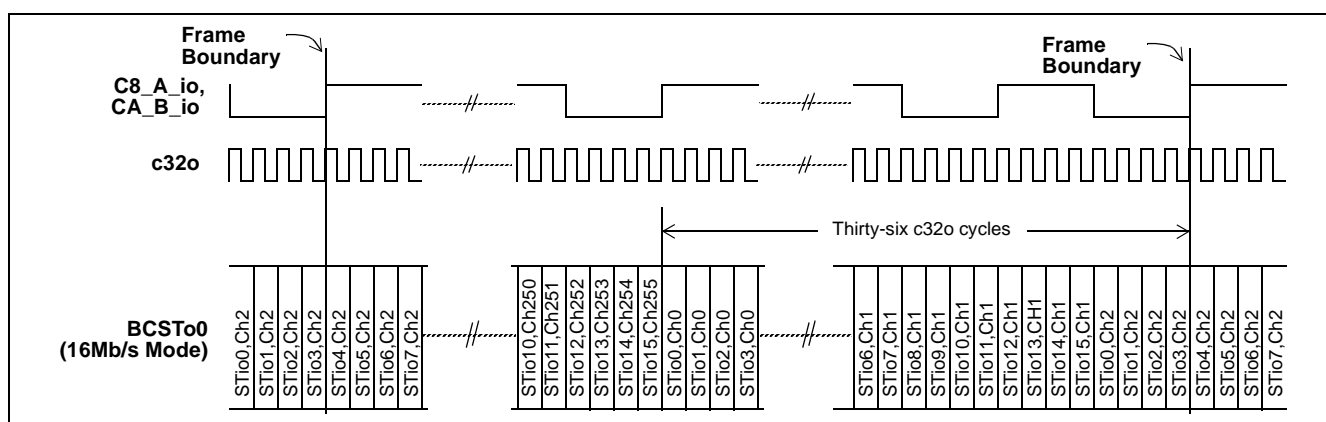 Frame
Boundary
Frame
Boundary
C8_A_io,
CA_B_io
c32o
Thirty-six c32o cycles
BCSTo0
(16Mb/s Mode)
STio0,Ch2
STio1,Ch2
STio2,Ch2
STio3,Ch2
STio4,Ch2
STio5,Ch2
STio6,Ch2
STio7,Ch2
STio10,Ch250
STio11,Ch251
STio12,Ch252
STio13,Ch253
STio14,Ch254
STio15,Ch255
STio0,Ch0
STio1,Ch0
STio2,Ch0
STio3,Ch0
STio6,Ch1
STio7,Ch1
STio8,Ch1
STio9,Ch1
STio10,Ch1
STio11,Ch1
STio12,Ch1
STio13,CH1
STio14,Ch1
STio15,Ch1
STio0,Ch2
STio1,Ch2
STio2,Ch2
STio3,Ch2
STio4,Ch2
STio5,Ch2
STio6,Ch2
STio7,Ch2